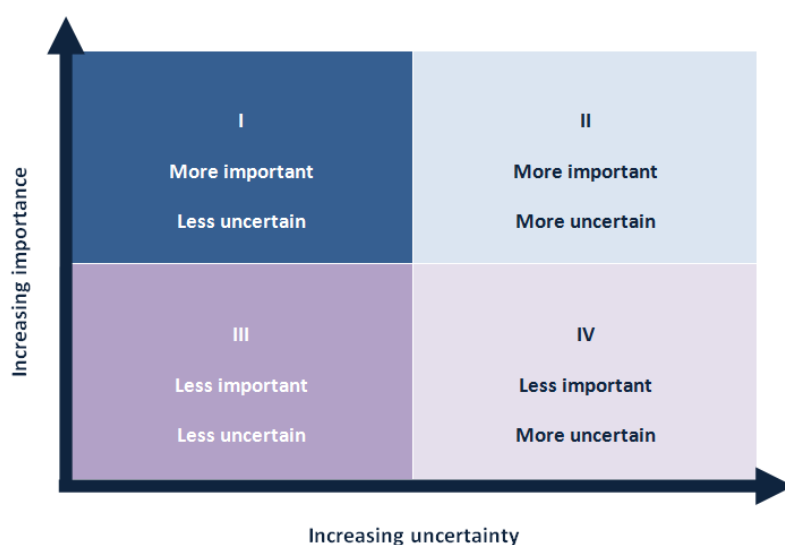 Increasing importance
I
More important
Less uncertain
II
More important
More uncertain
III
Less important
Less uncertain
IV
Less important
More uncertain
Increasing uncertainty